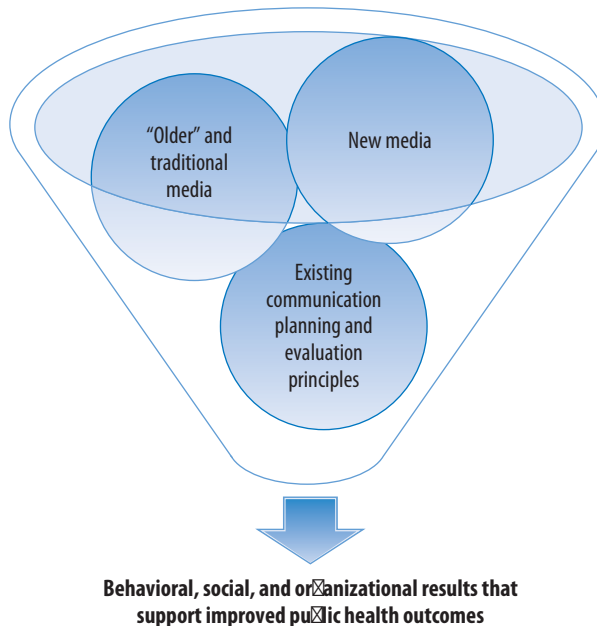 “Older” and
traditional
media
New media
Existing
communication
planning and
evaluation
principles
Behavioral, social, and or☒anizational results that
support improved pu☒lic health outcomes